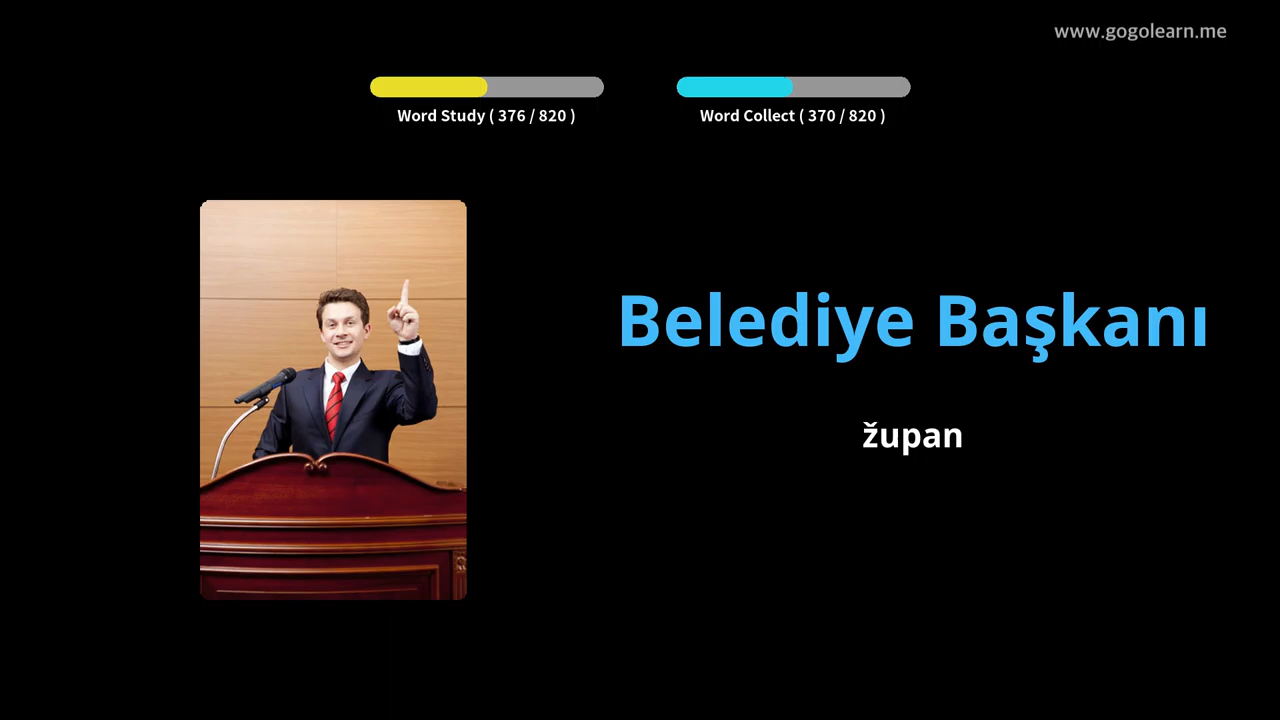 www.gogolearn.me
Word Study ( 376 / 820 )
Word Collect ( 370 / 820 )
Belediye Başkanı
župan